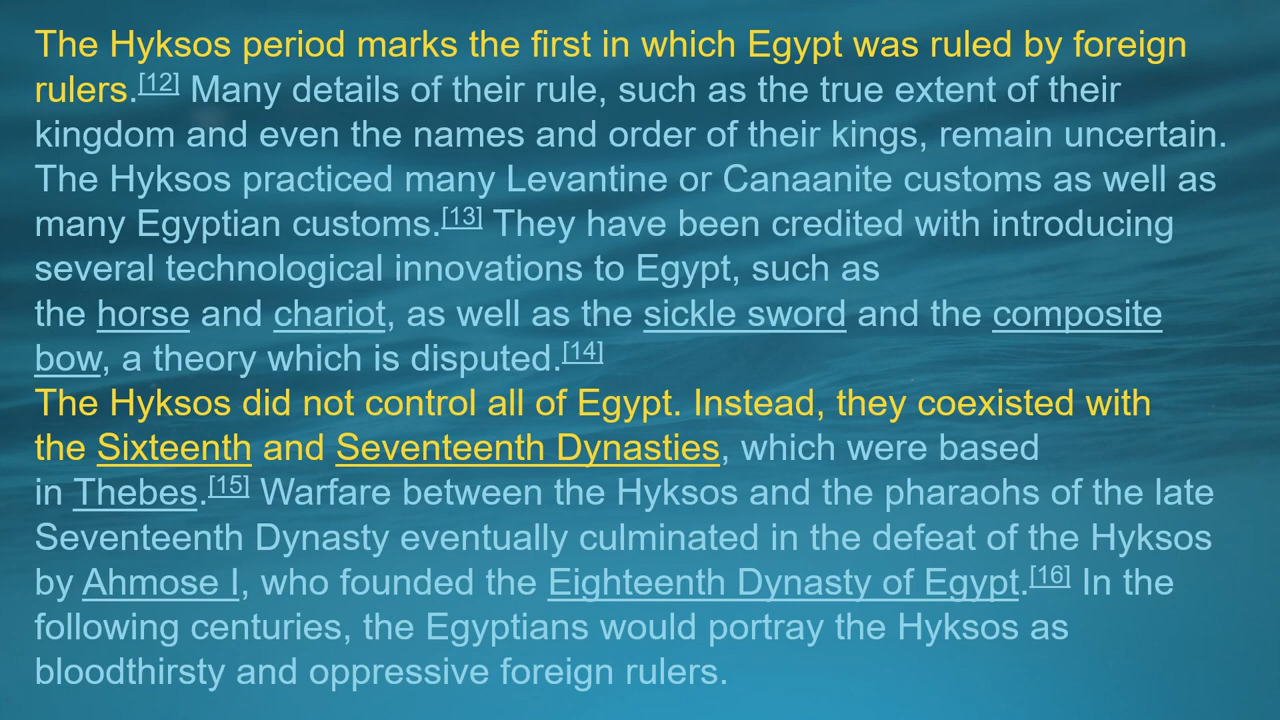 The Hyksos period marks the first in which Egypt was ruled by foreign
rulers.[12] Many details of their rule, such as the true extent of their
kingdom and even the names and order of their kings, remain uncertain.
The Hyksos practiced many Levantine or Canaanite customs as well as
many Egyptian customs.[13] They have been credited with introducing
several technological innovations to Egypt, such as
the horse and chariot, as well as the sickle sword and the composite
bow, a theory which is disputed.[14]
The Hyksos did not control all of Egypt. Instead, they coexisted with
the Sixteenth and Seventeenth Dynasties, which were based
in Thebes.[15] Warfare between the Hyksos and the pharaohs of the late
Seventeenth Dynasty eventually culminated in the defeat of the Hyksos
by Ahmose I, who founded the Eighteenth Dynasty of Egypt.[16] In the
following centuries, the Egyptians would portray the Hyksos as
bloodthirsty and oppressive foreign rulers.